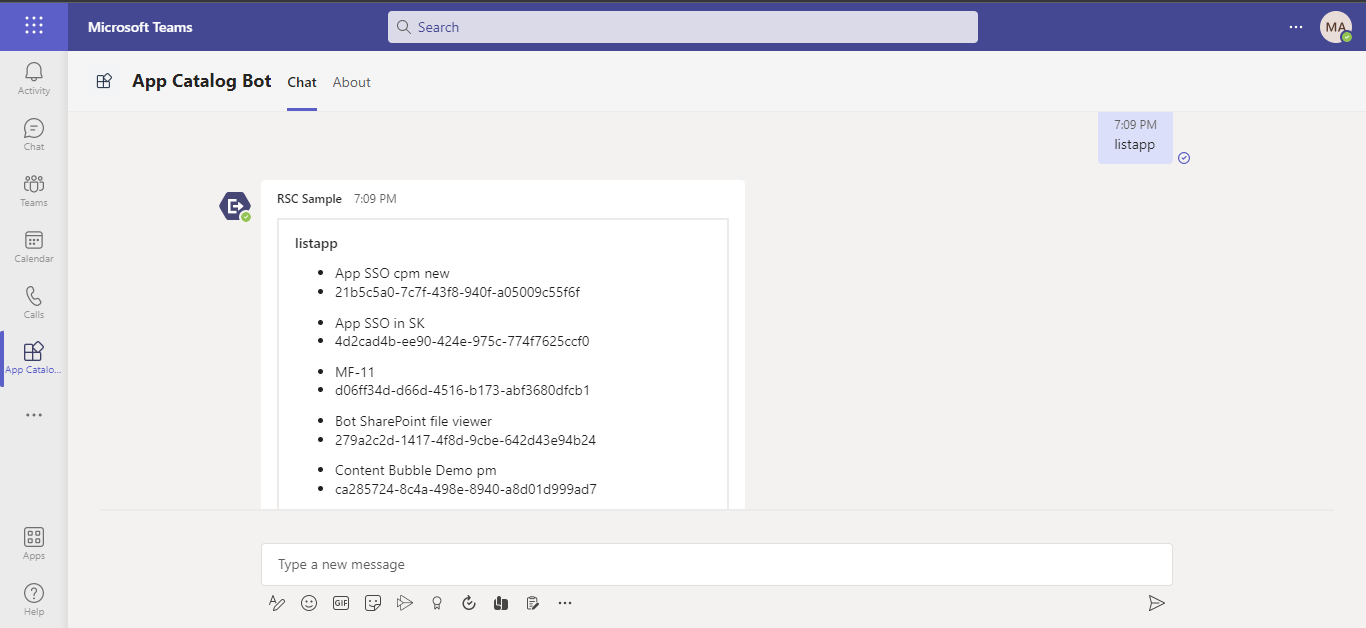 Microsoft Teams
Search
MA
Activity
Chat
Teams
Calendar
Calls
App Catalo...
Apps
Help
App Catalog Bot
Chat
About
7:09 PM
listapp
RSC Sample 7:09 PM
listapp
App SSO cpm new
21b5c5a0-7c7f-43f8-940f-a05009c55f6f
App SSO in SK
4d2cad4b-ee90-424e-975c-774f7625ccf0
MF-11
d06ff34d-d66d-4516-b173-abf3680dfcb1
Bot SharePoint file viewer
279a2c2d-1417-4f8d-9cbe-642d43e94b24
Content Bubble Demo pm
ca285724-8c4a-498e-8940-a8d01d999ad7
Type a new message
GIF